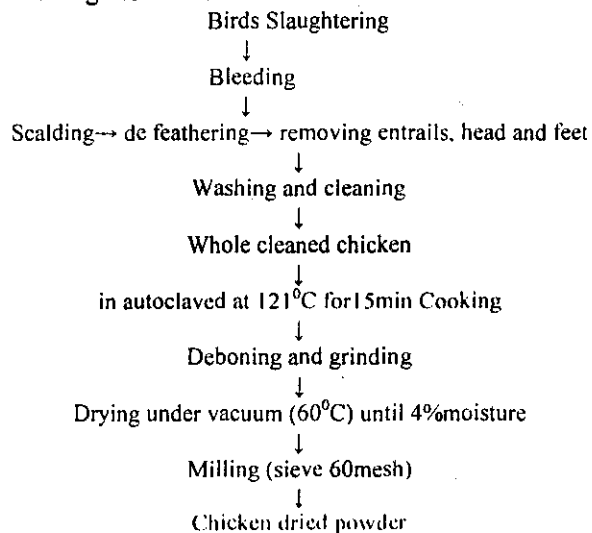 Birds Slaughtering
↓
Bleeding
↓
Scalding→ de feathering→ removing entrails, head and feet
↓
Washing and cleaning
↓
Whole cleaned chicken
↓
in autoclaved at 121⁰C for15min Cooking
↓
Deboning and grinding
↓
Drying under vacuum (60⁰C) until 4%moisture
↓
Milling (sieve 60mesh)
↓
Chicken dried powder